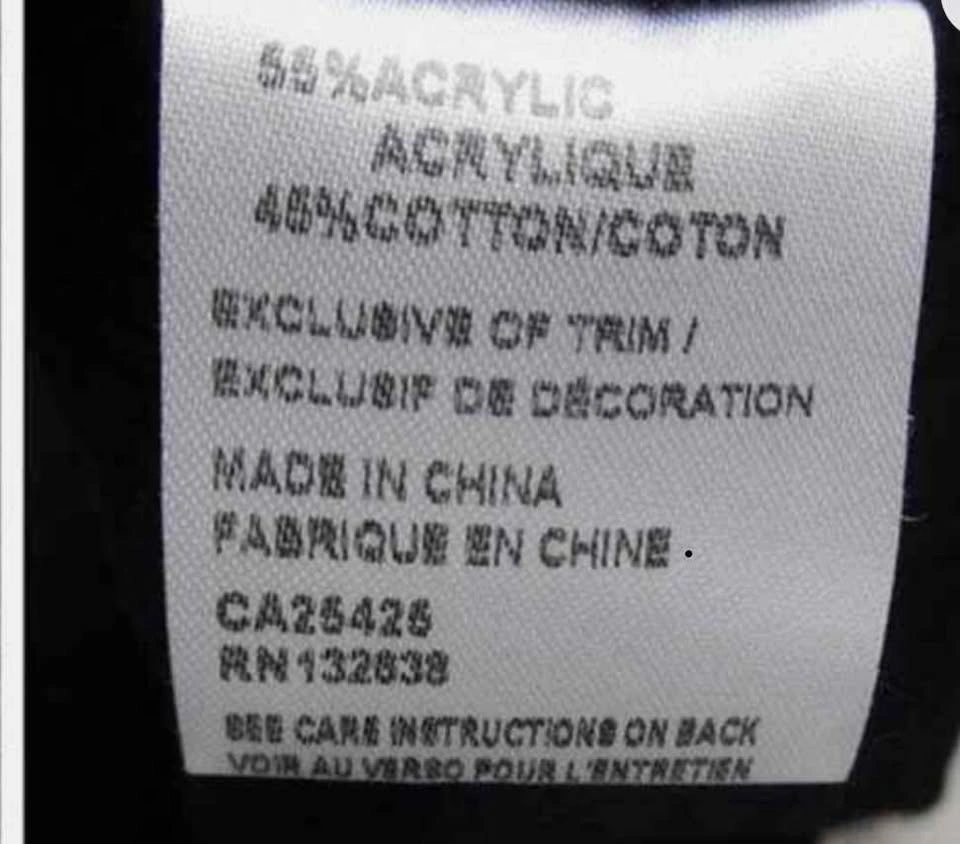 55%ACRYLIC
ACRYLIQUE
45%COTTON/COTON
EXCLUSIVE OF TRIM /
EXCLUSIF DE DÉCORATION
MADE IN CHINA
FABRIQUE EN CHINE
CA25426
RN132838
SEE CARE INSTRUCTIONS ON BACK
VOIR AU VERSO POUR L'ENTRETIEN